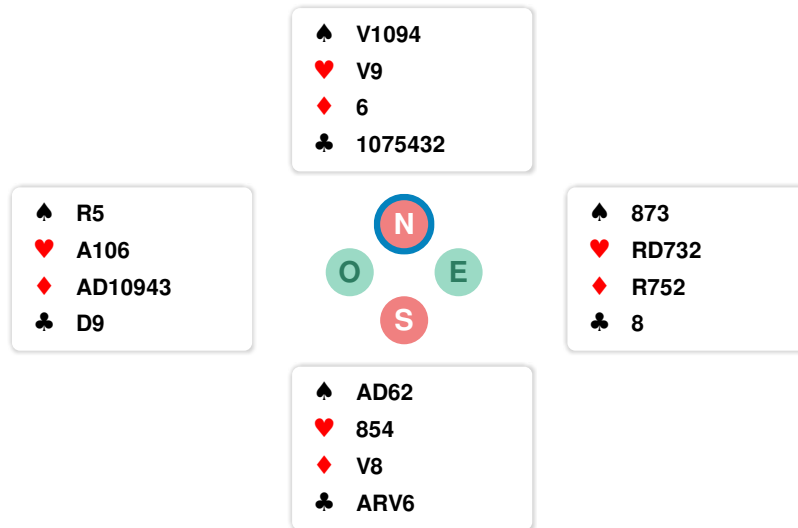 ♠ V1094
♥ V9
♦ 6
♣ 1075432
♠ R5
♥ A106
♦ AD10943
♣ D9
N
O E
S
♠ 873
♥ RD732
♦ R752
♣ 8
♠ AD62
♥ 854
♦ V8
♣ ARV6